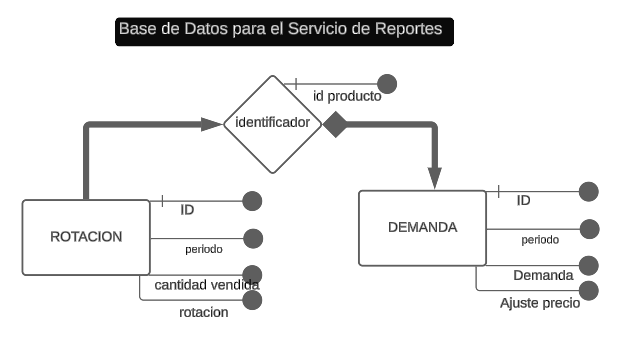 Base de Datos para el Servicio de Reportes
id producto
identificador
ROTACION
ID
periodo
cantidad vendida
rotacion
DEMANDA
ID
periodo
Demanda
Ajuste precio